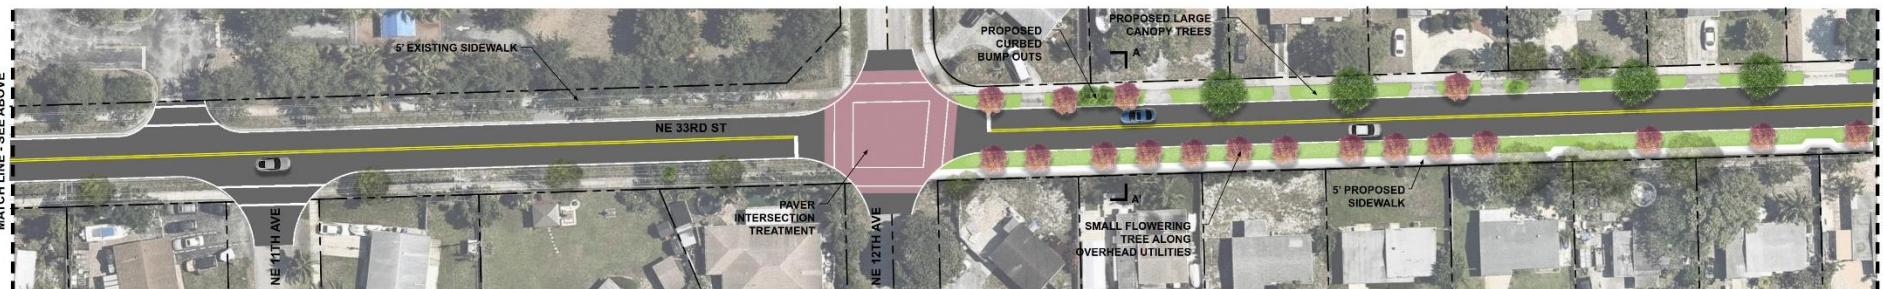 MATCH LINE - SEE ABOVE
5' EXISTING SIDEWALK
PROPOSED
CURBED
BUMP OUTS
A
PROPOSED LARGE
CANOPY TREES
NE 33RD ST
PAVER
INTERSECTION
TREATMENT
A'
SMALL FLOWERING
TREE ALONG
OVERHEAD UTILITIES
5' PROPOSED
SIDEWALK
NE 11TH AVE
NE 12TH AVE